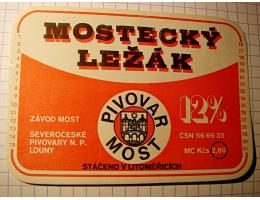 MOSTECKÝ
LEŽÁK
PIVOVAR
MOST
12%
ZÁVOD MOST
SEVEROČESKÉ
PIVOVARY N. P.
LOUNY
ČSN 56 66 35
MC Kčs 2,80
STÁČENO V LITOMĚŘICÍCH